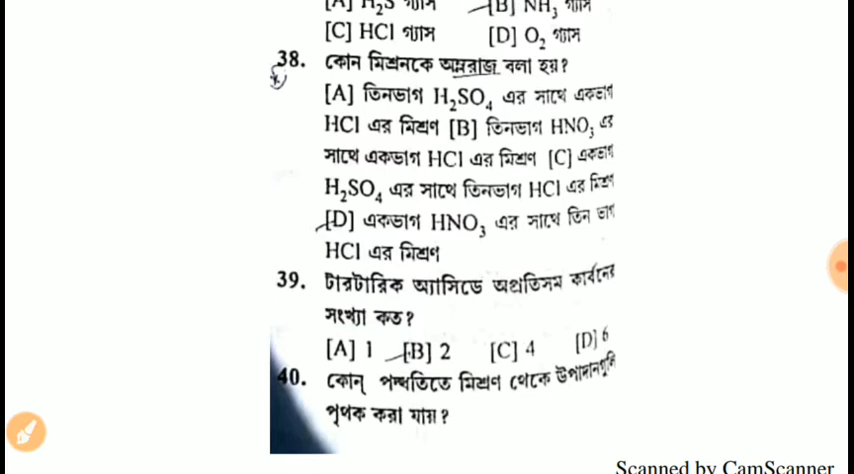 [A] H₂S গ্যাস [B] NH₃ গ্যাস
[C] HCl গ্যাস [D] O₂ গ্যাস
38. কোন মিশ্রনকে অম্লরাজ বলা হয়?
[A] তিনভাগ H₂SO₄ এর সাথে একভাগ
HCl এর মিশ্রণ [B] তিনভাগ HNO₃ এর
সাথে একভাগ HCl এর মিশ্রণ [C] একভাগ
H₂SO₄ এর সাথে তিনভাগ HCl এর মিশ্রণ
[D] একভাগ HNO₃ এর সাথে তিন ভাগ
HCl এর মিশ্রণ
39. টারটারিক অ্যাসিডে অপ্রতিসম কার্বনের
সংখ্যা কত?
[A] 1 [B] 2 [C] 4 [D] 6
40. কোন্ পদ্ধতিতে মিশ্রণ থেকে উপাদানগুলি
পৃথক করা যায়?
Scanned by CamScanner